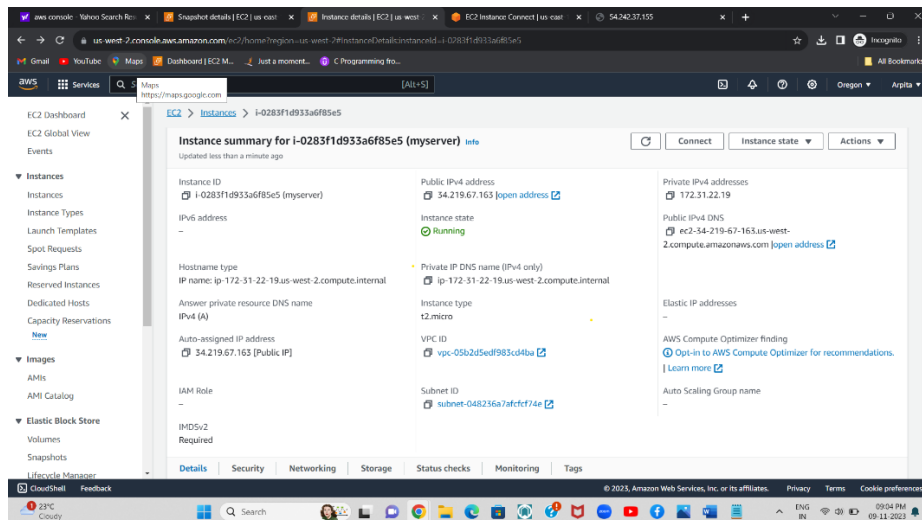 aws console - Yahoo Search Res
Snapshot details | EC2 | us-east
Instance details | EC2 | us-west-2
EC2 Instance Connect | us-east
54.242.37.155
us-west-2.console.aws.amazon.com/ec2/home?region=us-west-2#InstanceDetails:instanceId=i-0283f1d933a6f85e5
Incognito
Gmail
YouTube
Maps
Dashboard | EC2 M...
Just a moment...
C Programming fro...
All Bookmarks
aws
Services
Maps
https://maps.google.com
[Alt+S]
Oregon
Arpita
EC2 Dashboard
EC2 Global View
Events
Instances
Instances
Instance Types
Launch Templates
Spot Requests
Savings Plans
Reserved Instances
Dedicated Hosts
Capacity Reservations
New
Images
AMIs
AMI Catalog
Elastic Block Store
Volumes
Snapshots
Lifecycle Manager
EC2 > Instances > i-0283f1d933a6f85e5
Instance summary for i-0283f1d933a6f85e5 (myserver) Info
Updated less than a minute ago
Connect
Instance state
Actions
Instance ID
i-0283f1d933a6f85e5 (myserver)
Public IPv4 address
34.219.67.163 |open address
Private IPv4 addresses
172.31.22.19
IPv6 address
–
Instance state
Running
Public IPv4 DNS
ec2-34-219-67-163.us-west-
2.compute.amazonaws.com |open address
Hostname type
IP name: ip-172-31-22-19.us-west-2.compute.internal
Private IP DNS name (IPv4 only)
ip-172-31-22-19.us-west-2.compute.internal
Answer private resource DNS name
IPv4 (A)
Instance type
t2.micro
Elastic IP addresses
–
Auto-assigned IP address
34.219.67.163 [Public IP]
VPC ID
vpc-05b2d5edf983cd4ba
AWS Compute Optimizer finding
Opt-in to AWS Compute Optimizer for recommendations.
| Learn more
IAM Role
–
Subnet ID
subnet-048236a7afcfcf74e
Auto Scaling Group name
–
IMDSv2
Required
Details
Security
Networking
Storage
Status checks
Monitoring
Tags
CloudShell
Feedback
© 2023, Amazon Web Services, Inc. or its affiliates.
Privacy
Terms
Cookie preferences
1
23°C
Cloudy
Search
ENG
IN
09:04 PM
09-11-2023